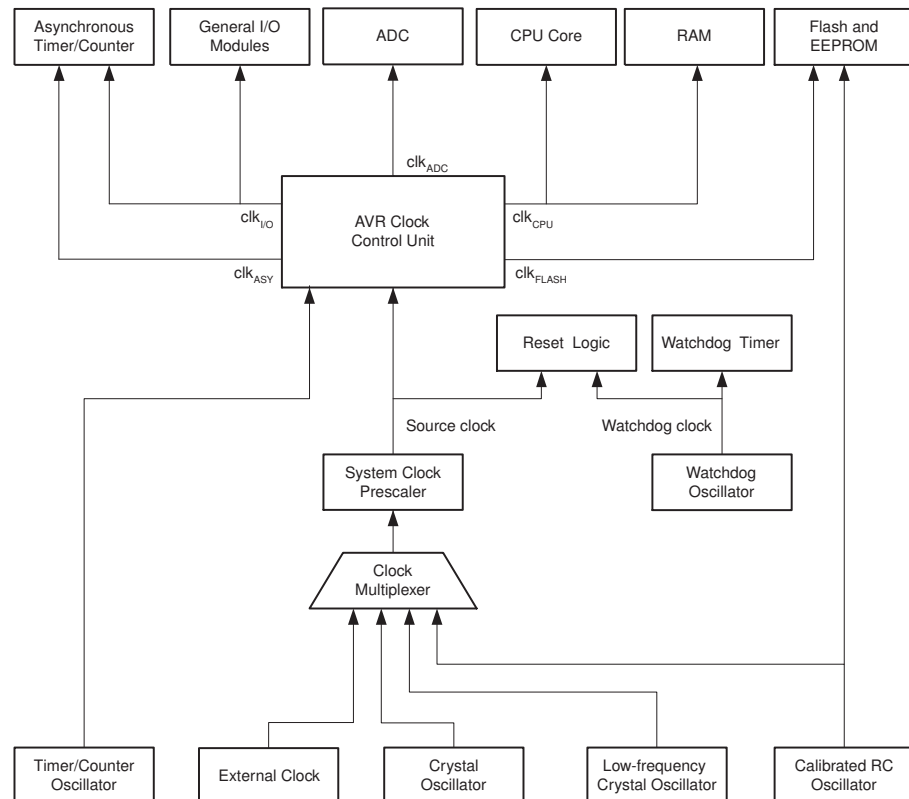 Asynchronous
Timer/Counter
General I/O
Modules
ADC
CPU Core
RAM
Flash and
EEPROM
clkADC
clkI/O
AVR Clock
Control Unit
clkCPU
clkASY
clkFLASH
Reset Logic
Watchdog Timer
Source clock
Watchdog clock
System Clock
Prescaler
Watchdog
Oscillator
Clock
Multiplexer
Timer/Counter
Oscillator
External Clock
Crystal
Oscillator
Low-frequency
Crystal Oscillator
Calibrated RC
Oscillator